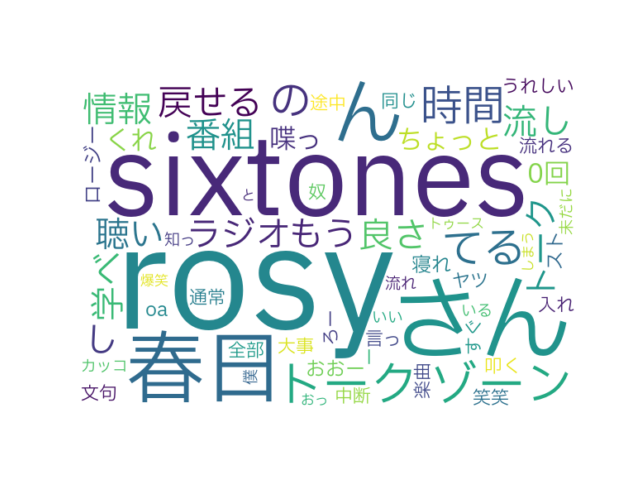 うれしい
情報
戻せる
の
途中
同じ
ん
時間
流し
ロージー
くれ
番組
喋っ
ちょっと
流れる
sixtones
0回
奴
と
未だに
聴い
知っ
ラジオ
もう
良さ
トゥース
てる
トーク
スト
しまう
rosy
さん
学べ
爆笑
通常
流れ
寝れ
ヤツ
入れ
oa
いい
いる
し
春日
全部
大事
ろー
言っ
すぐ
カッコ
僕
おおー
ー
叩く
トークゾーン
文句
おっ
中断
楽曲
笑笑